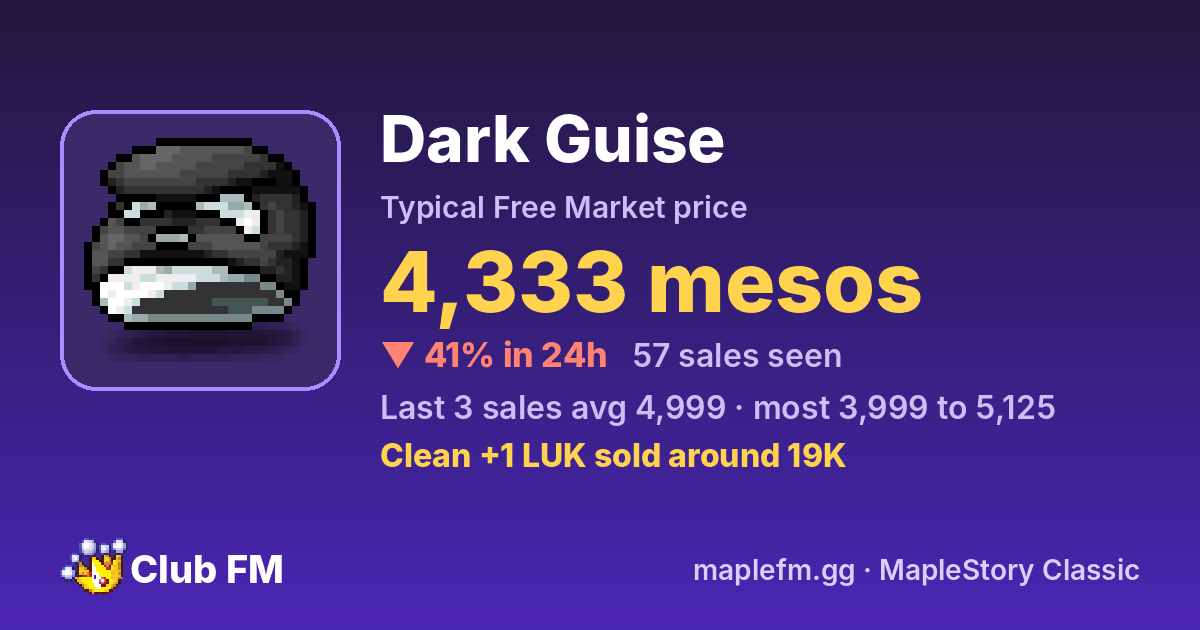 Dark Guise
Typical Free Market price
4,333 mesos
▼ 41% in 24h 57 sales seen
Last 3 sales avg 4,999 · most 3,999 to 5,125
Clean +1 LUK sold around 19K
Club FM
maplefm.gg · MapleStory Classic